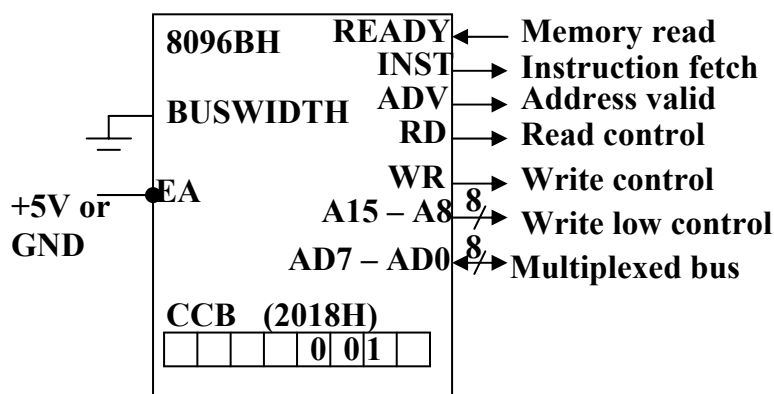 8096BH
READY
Memory read
INST
Instruction fetch
ADV
Address valid
BUSWIDTH
RD
Read control
WR
Write control
EA
+5V or
GND
A15 – A8
8
Write low control
AD7 – AD0
8
Multiplexed bus
CCB (2018H)
0 0 1